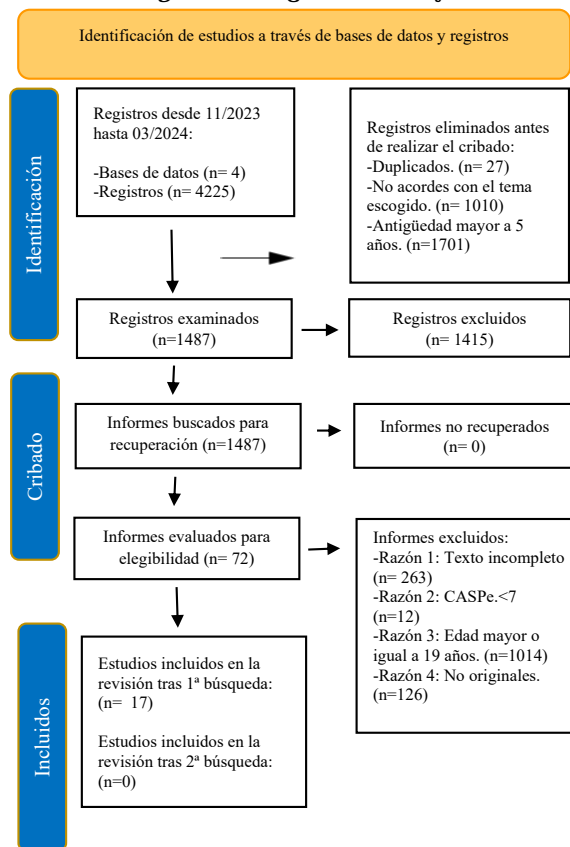 Identificación de estudios a través de bases de datos y registros
Identificación
Registros desde 11/2023
hasta 03/2024:
-Bases de datos (n= 4)
-Registros (n= 4225)
Registros eliminados antes
de realizar el cribado:
-Duplicados. (n= 27)
-No acordes con el tema
escogido. (n= 1010)
-Antigüedad mayor a 5
años. (n=1701)
Registros examinados
(n=1487)
Registros excluidos
(n= 1415)
Cribado
Informes buscados para
recuperación (n=1487)
Informes no recuperados
(n= 0)
Informes evaluados para
elegibilidad (n= 72)
Informes excluidos:
-Razón 1: Texto incompleto
(n= 263)
-Razón 2: CASPe.<7
(n=12)
-Razón 3: Edad mayor o
igual a 19 años. (n=1014)
-Razón 4: No originales.
(n=126)
Incluidos
Estudios incluidos en la
revisión tras 1ª búsqueda:
(n= 17)
Estudios incluidos en la
revisión tras 2ª búsqueda:
(n=0)